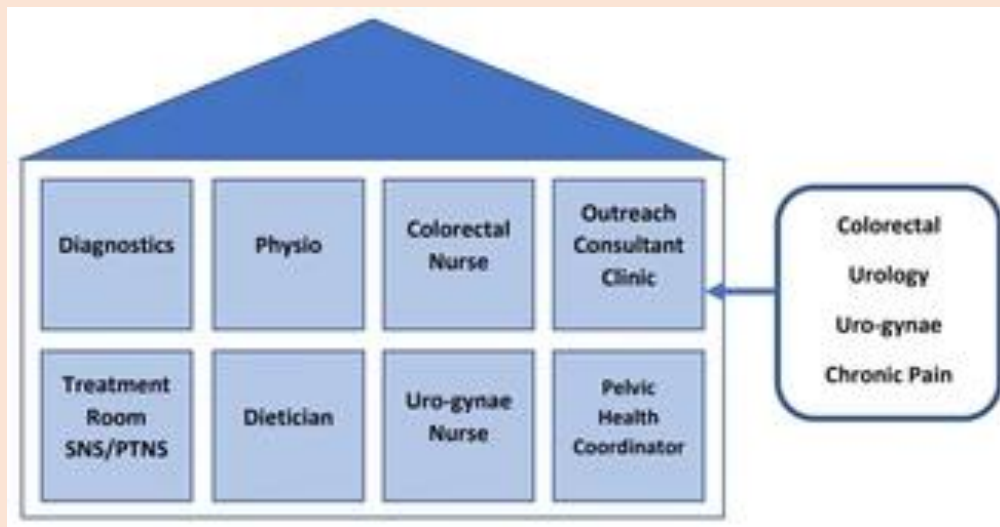 Diagnostics
Physio
Colorectal
Nurse
Outreach
Consultant
Clinic
Treatment
Room
SNS/PTNS
Dietician
Uro-gynae
Nurse
Pelvic
Health
Coordinator
Colorectal
Urology
Uro-gynae
Chronic Pain